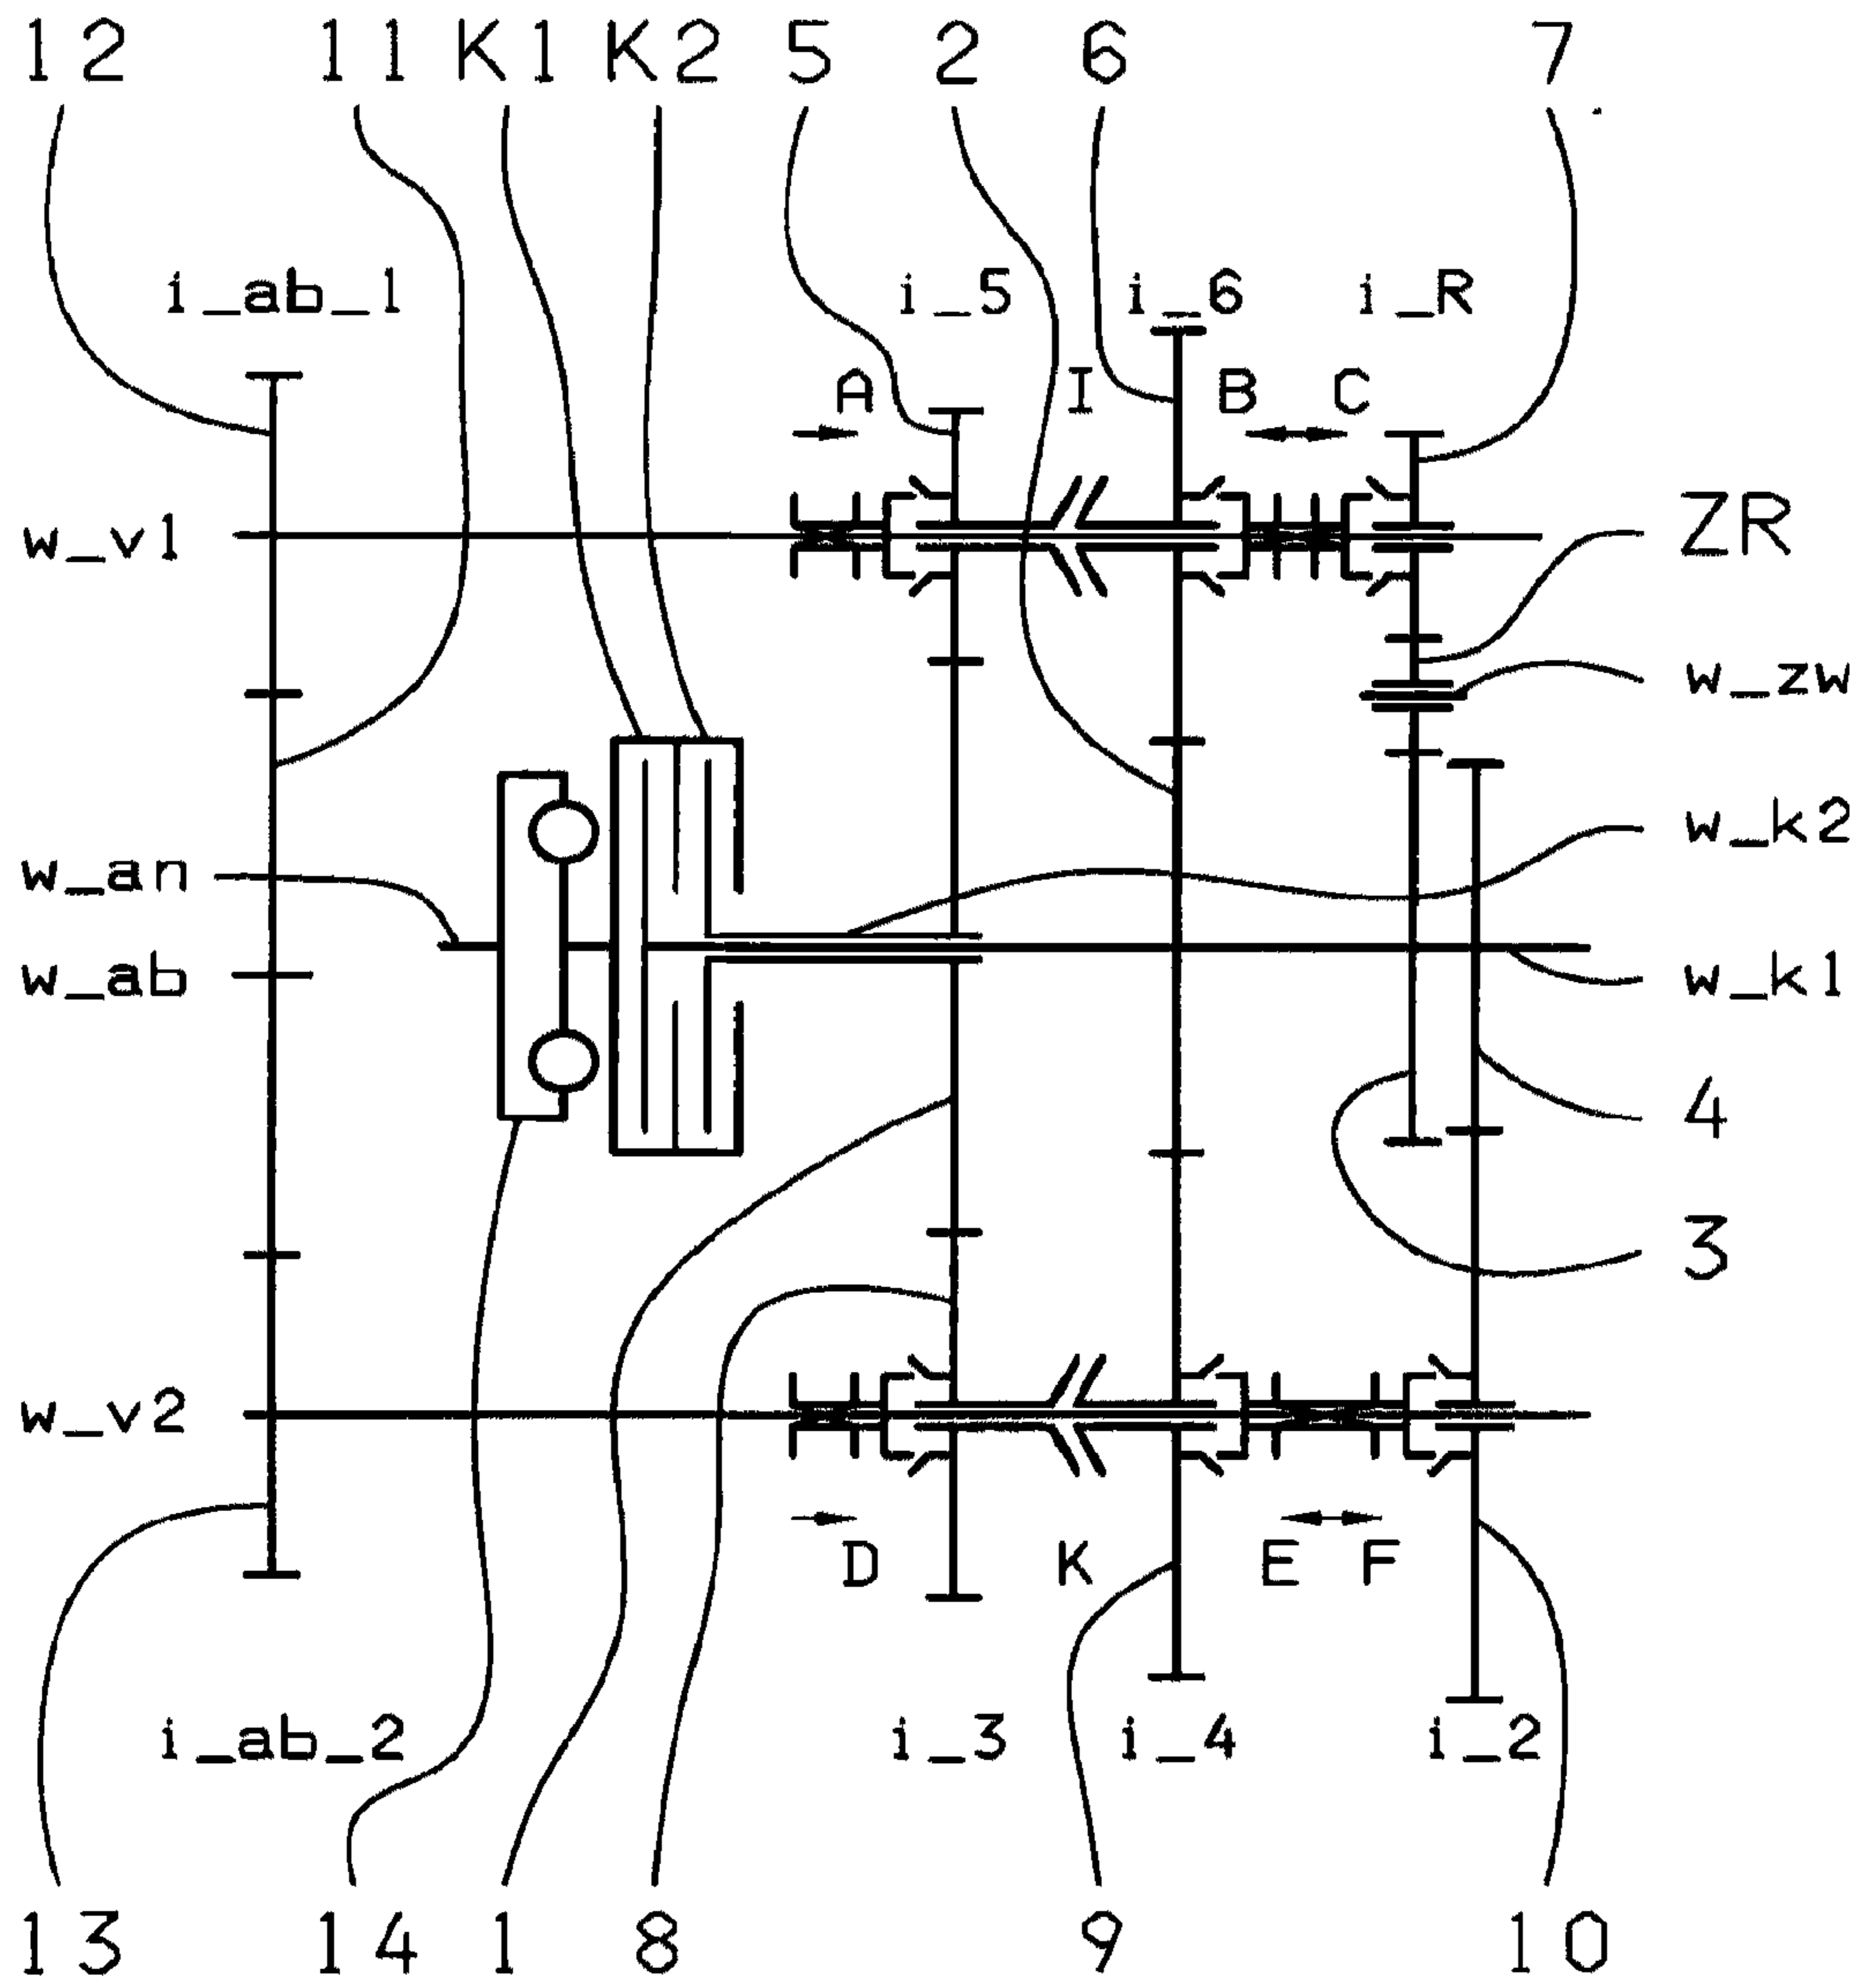 12 11 K1 K2 5 2 6 7
i_ab_1 i_5 i_6 i_R
A I B C
w_v1 ZR
w_zw
w_k2
w_an
w_ab w_k1
4
3
w_v2
D K E F
i_ab_2 i_3 i_4 i_2
13 14 1 8 9 10